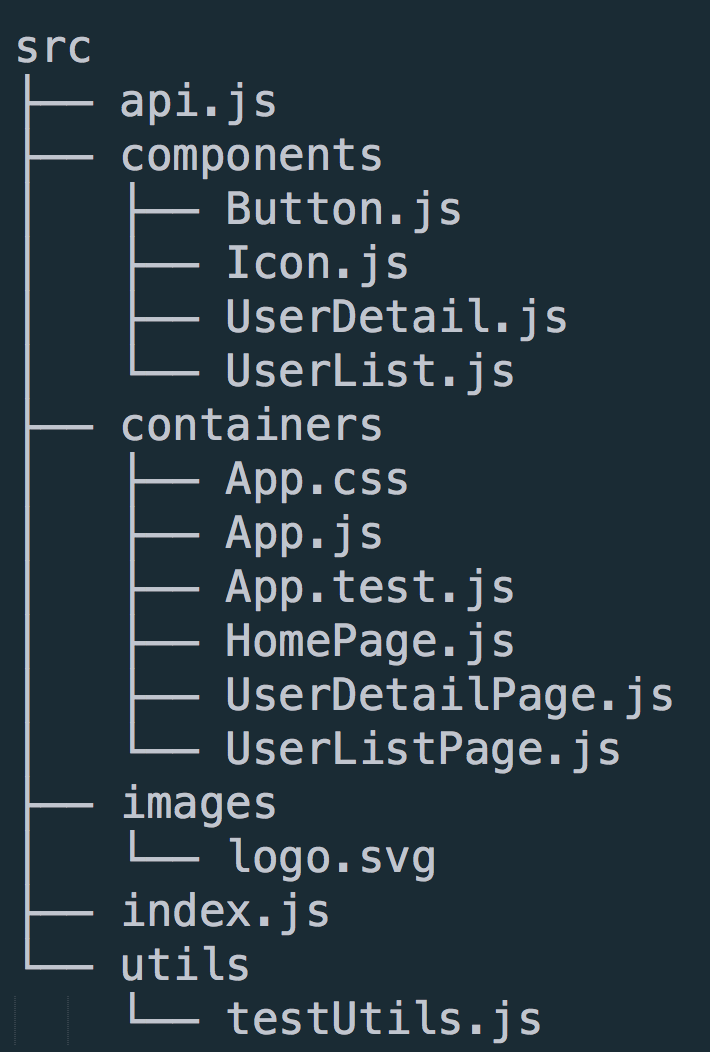 src
├── api.js
├── components
│   ├── Button.js
│   ├── Icon.js
│   ├── UserDetail.js
│   └── UserList.js
├── containers
│   ├── App.css
│   ├── App.js
│   ├── App.test.js
│   ├── HomePage.js
│   ├── UserDetailPage.js
│   └── UserListPage.js
├── images
│   └── logo.svg
├── index.js
└── utils
    └── testUtils.js